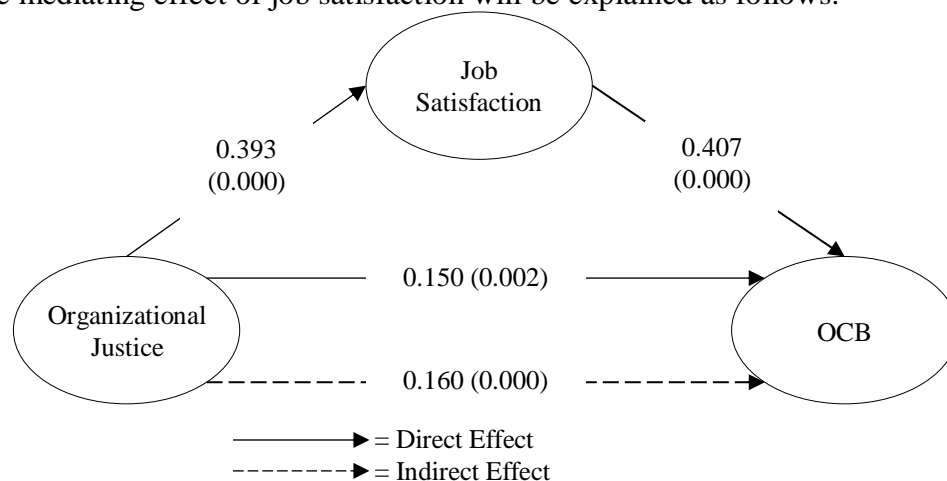 e mediating effect of job satisfaction will be explained as follows:
Job
Satisfaction
0.393
(0.000)
0.407
(0.000)
0.150 (0.002)
Organizational
Justice
OCB
0.160 (0.000)
= Direct Effect
= Indirect Effect